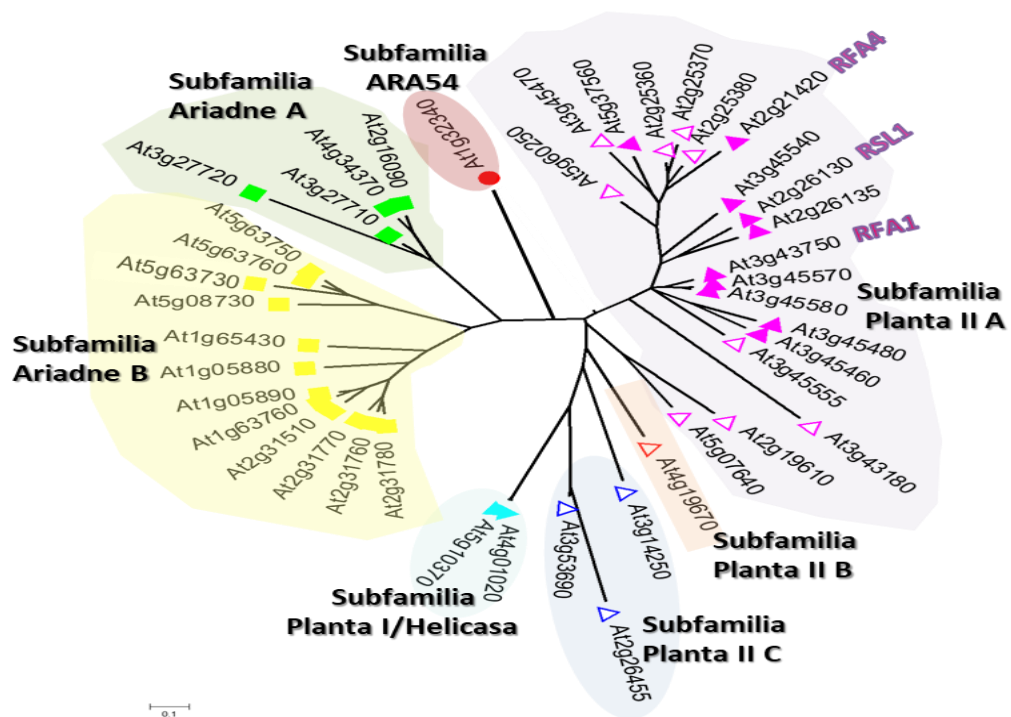 Subfamilia
ARA54
At1g32340
Subfamilia
Ariadne A
At3g27720
At4g34370
At2g16090
At3g27710
Subfamilia
Ariadne B
At5g63750
At5g63760
At5g63730
At5g08730
At1g65430
At1g05880
At1g05890
At1g63760
At2g31510
At2g31770
At2g31760
At2g31780
Subfamilia
Planta I/Helicasa
At5g10370
At4g01020
Subfamilia
Planta II C
At3g53690
At2g26455
At3g14250
Subfamilia
Planta II B
At4g19670
Subfamilia
Planta II A
At5g60250
At3g45470
At5g37560
At2g25360
At2g25370
At2g25380
At2g21420
RFA4
At3g45540
At2g26130
RSL1
At2g26135
RFA1
At3g43750
At3g45570
At3g45580
At3g45480
At3g45460
At3g45555
At3g43180
At2g19610
At5g07640
0.1